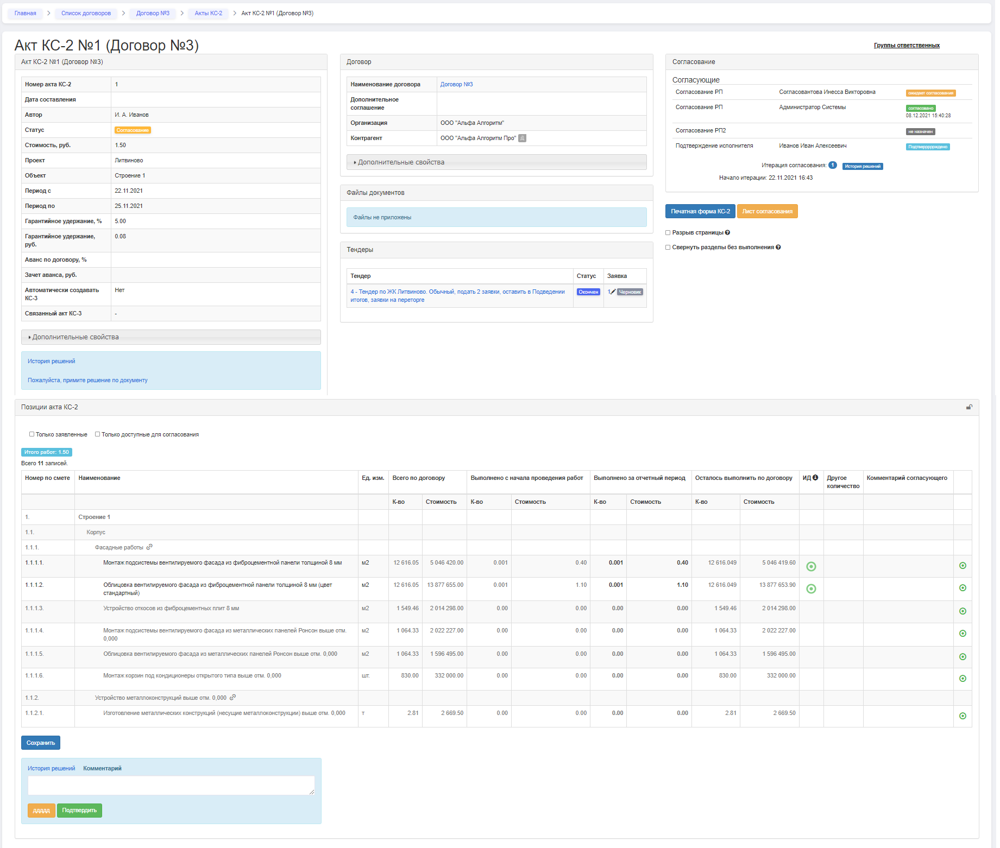 Главная > Список договоров > Договор №3 > Акты КС-2 > Акт КС-2 №1 (Договор №3)
Акт КС-2 №1 (Договор №3)
Группы ответственных
Акт КС-2 №1 (Договор №3)
Номер акта КС-2 1
Дата составления
Автор И. А. Иванов
Статус Согласование
Стоимость, руб. 1.50
Проект Литвиново
Объект Строение 1
Период с 22.11.2021
Период по 25.11.2021
Гарантийное удержание, % 5.00
Гарантийное удержание, 0.08
руб.
Аванс по договору, %
Зачет аванса, руб.
Автоматически создавать Нет
КС-3
Связанный акт КС-3 -
Дополнительные свойства
История решений
Пожалуйста, примите решение по документу
Договор
Наименование договора Договор №3
Дополнительное
соглашение
Организация ООО "Альфа Алгоритм"
Контрагент ООО "Альфа Алгоритм Про"
Дополнительные свойства
Файлы документов
Файлы не приложены
Тендеры
Тендер Статус Заявка
4 - Тендер по ЖК Литвиново. Обычный, подать 2 заявки, оставить в Подведении Окончен 1 Черновик
итогов, заявки на переторге
Согласование
Согласующие
Согласование РП Согласовантова Инесса Викторовна ожидает согласования
Согласование РП Администратор Системы согласовано
08.12.2021 15:40:28
Согласование РП2 не назначен
Подтверждение исполнителя Иванов Иван Алексеевич Подтверррррждено
Итерация согласования: 1 История решений
Начало итерации: 22.11.2021 16:43
Печатная форма КС-2 Лист согласования
Разрыв страницы
Свернуть разделы без выполнения
Позиции акта КС-2
Только заявленные Только доступные для согласования
Итого работ: 1.50
Всего 11 записей.
Номер по смете Наименование Ед. изм. Всего по договору Выполнено с начала проведения работ Выполнено за отчетный период Осталось выполнить по договору ИД Другое Комментарий согласующего
количество
К-во Стоимость К-во Стоимость К-во Стоимость К-во Стоимость
1. Строение 1
1.1. Корпус
1.1.1. Фасадные работы
1.1.1.1. Монтаж подсистемы вентилируемого фасада из фиброцементной панели толщиной 8 мм м2 12 616.05 5 046 420.00 0.001 0.40 0.001 0.40 12 616.049 5 046 419.60
1.1.1.2. Облицовка вентилируемого фасада из фиброцементной панели толщиной 8 мм (цвет м2 12 616.05 13 877 655.00 0.001 1.10 0.001 1.10 12 616.049 13 877 653.90
стандартный)
1.1.1.3. Устройство откосов из фиброцементных плит 8 мм м2 1 549.46 2 014 298.00 0.00 0.00 0.00 0.00 1 549.46 2 014 298.00
1.1.1.4. Монтаж подсистемы вентилируемого фасада из металлических панелей Ронсон выше отм. м2 1 064.33 2 022 227.00 0.00 0.00 0.00 0.00 1 064.33 2 022 227.00
0,000
1.1.1.5. Облицовка вентилируемого фасада из металлических панелей Ронсон выше отм. 0,000 м2 1 064.33 1 596 495.00 0.00 0.00 0.00 0.00 1 064.33 1 596 495.00
1.1.1.6. Монтаж корзин под кондиционеры открытого типа выше отм. 0,000 шт. 830.00 332 000.00 0.00 0.00 0.00 0.00 830.00 332 000.00
1.1.2. Устройство металлоконструкций выше отм. 0,000
1.1.2.1. Изготовление металлических конструкций (несущие металлоконструкции) выше отм. 0,000 т 2.81 2 669.50 0.00 0.00 0.00 0.00 2.81 2 669.50
Сохранить
История решений Комментарий
ддддд Подтвердить